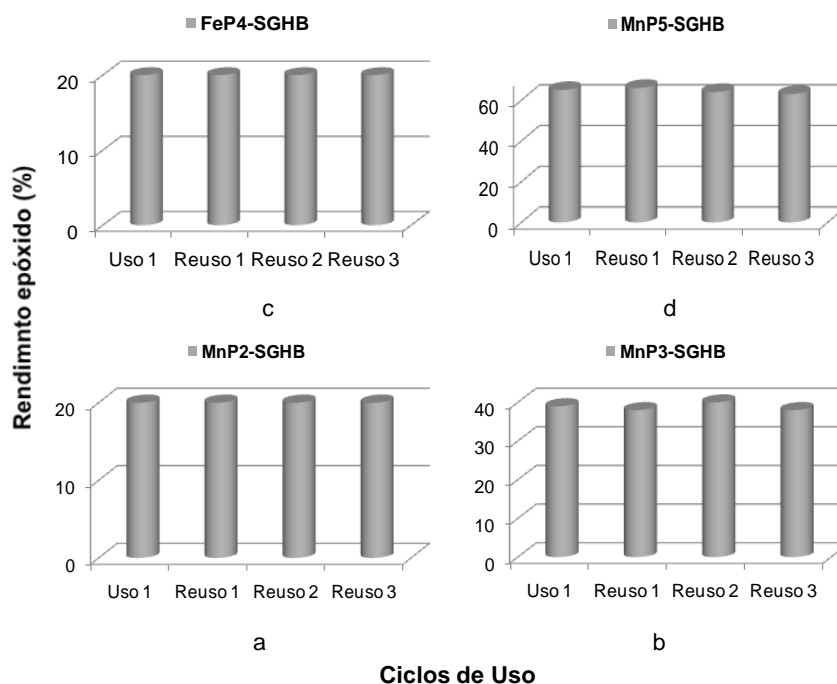 FeP4-SGHB
MnP5-SGHB
20
10
0
60
40
20
0
Uso 1 Reuso 1 Reuso 2 Reuso 3
Uso 1 Reuso 1 Reuso 2 Reuso 3
c
d
Rendimnto epóxido (%)
MnP2-SGHB
MnP3-SGHB
20
10
0
40
30
20
10
0
Uso 1 Reuso 1 Reuso 2 Reuso 3
Uso 1 Reuso 1 Reuso 2 Reuso 3
a
b
Ciclos de Uso